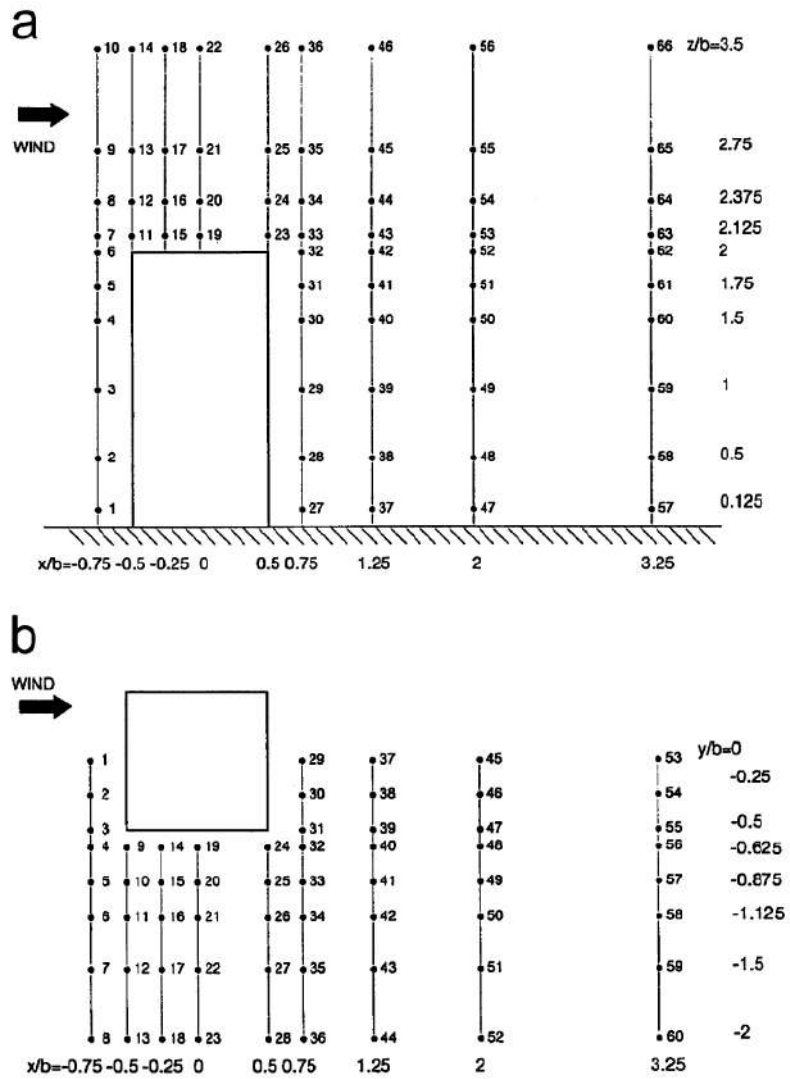 a
10 14 18 22 26 36 46 56 66 z/b=3.5
WIND
9 13 17 21 25 35 45 55 65 2.75
8 12 16 20 24 34 44 54 64 2.375
7 11 15 19 23 33 43 53 63 2.125
6 32 42 52 62 2
5 31 41 51 61 1.75
4 30 40 50 60 1.5
3 29 39 49 59 1
2 28 38 48 58 0.5
1 27 37 47 57 0.125
x/b=-0.75 -0.5 -0.25 0 0.5 0.75 1.25 2 3.25
b
WIND
1 29 37 45 53 y/b=0
2 30 38 46 54 -0.25
3 31 39 47 55 -0.5
4 9 14 19 24 32 40 48 56 -0.625
5 10 15 20 25 33 41 49 57 -0.875
6 11 16 21 26 34 42 50 58 -1.125
7 12 17 22 27 35 43 51 59 -1.5
8 13 18 23 28 36 44 52 60 -2
x/b=-0.75 -0.5 -0.25 0 0.5 0.75 1.25 2 3.25